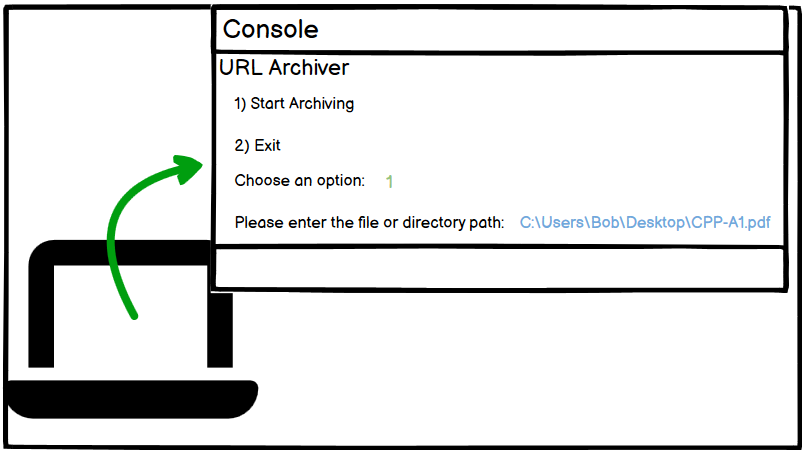 Console
URL Archiver
1) Start Archiving
2) Exit
Choose an option: 1
Please enter the file or directory path: C:\Users\Bob\Desktop\CPP-A1.pdf